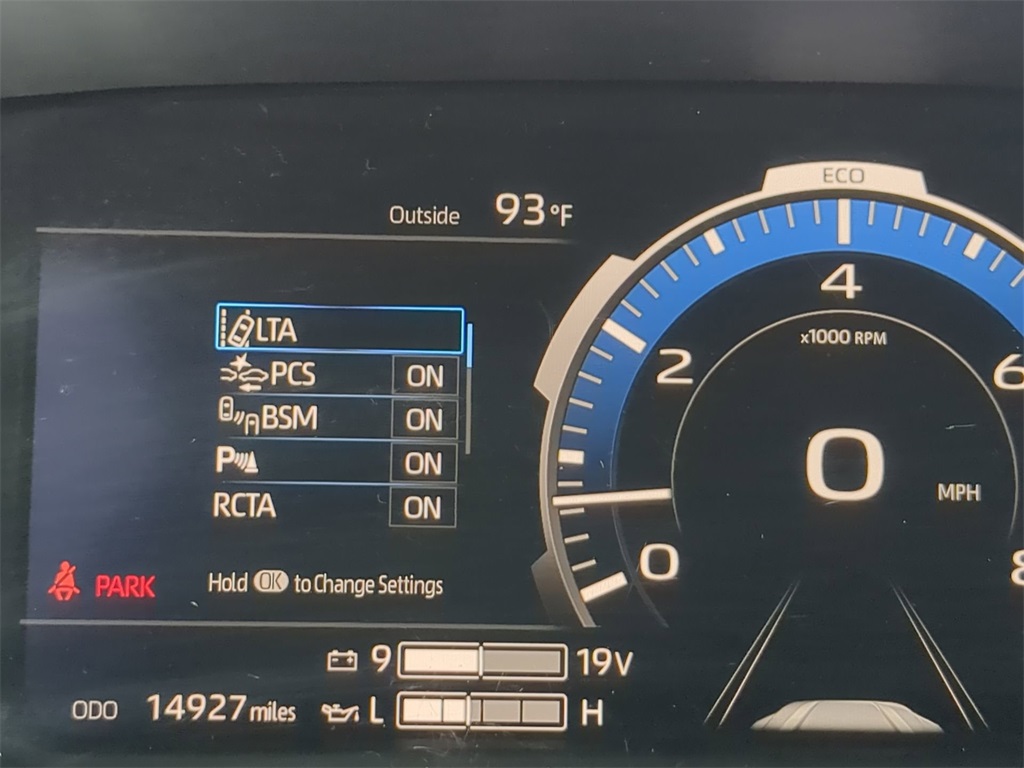 ECO
Outside 93°F
4
x1000 RPM
LTA
2
6
PCS ON
BSM ON
P ON
0
MPH
RCTA ON
0
8
PARK
Hold OK to Change Settings
9 19V
ODO 14927 miles
L H